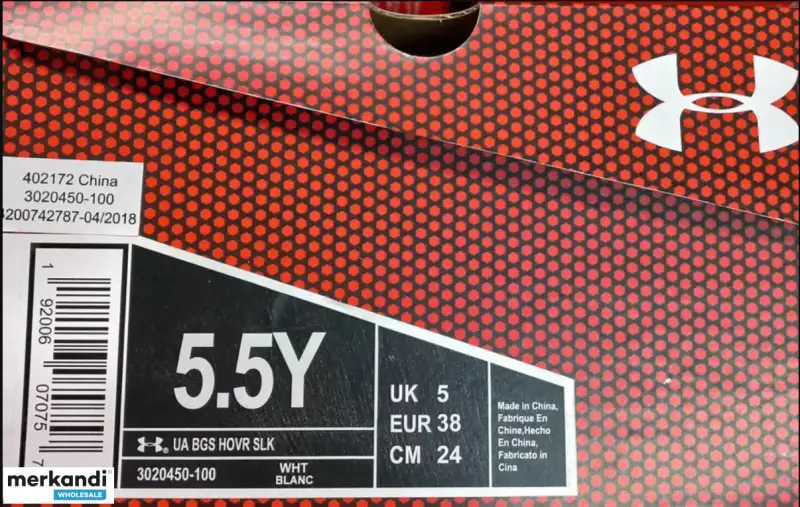 402172 China
3020450-100
4200742787-04/2018
1 92006 07075 7
5.5Y
UA BGS HOVR SLK
3020450-100
WHT
BLANC
UK 5
EUR 38
CM 24
Made in China,
Fabrique En
Chine,Hecho
En China,
Fabricato in
Cina
merkandi
WHOLESALE